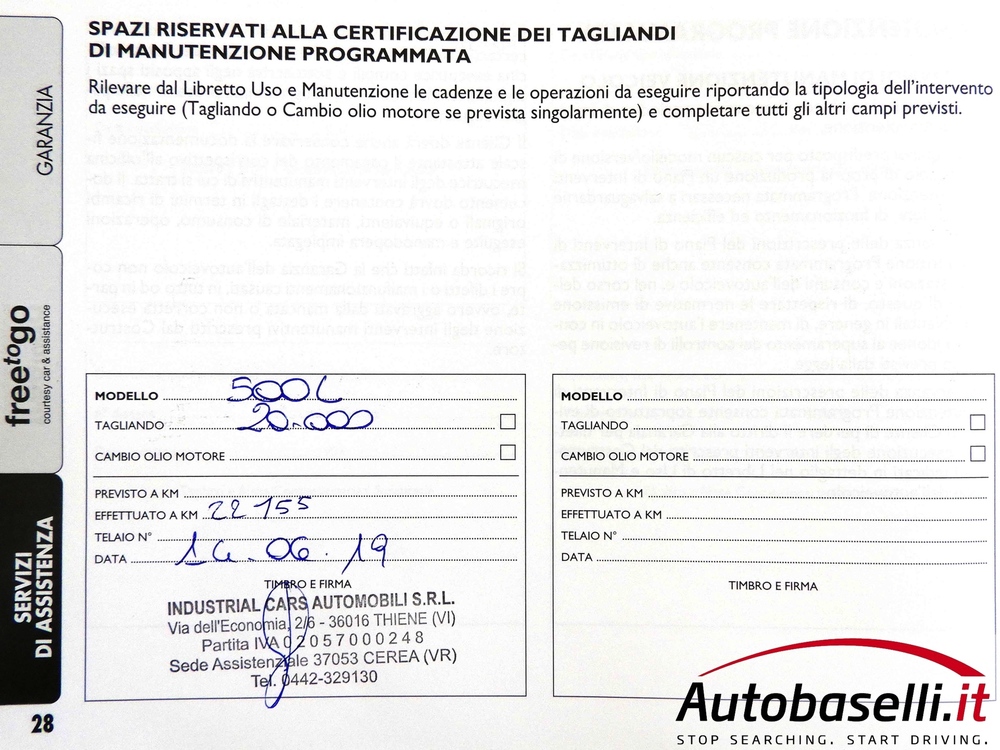 SPAZI RISERVATI ALLA CERTIFICAZIONE DEI TAGLIANDI
DI MANUTENZIONE PROGRAMMATA
Rilevare dal Libretto Uso e Manutenzione le cadenze e le operazioni da eseguire riportando la tipologia dell'intervento
da eseguire (Tagliando o Cambio olio motore se prevista singolarmente) e completare tutti gli altri campi previsti.
GARANZIA
freetogo
courtesy car & assistance
SERVIZI
DI ASSISTENZA
28
MODELLO 500L
TAGLIANDO 20.000
CAMBIO OLIO MOTORE
PREVISTO A KM
EFFETTUATO A KM 22155
TELAIO N°
DATA 14.06.19
TIMBRO E FIRMA
INDUSTRIAL CARS AUTOMOBILI S.R.L.
Via dell'Economia, 2/6 - 36016 THIENE (VI)
Partita IVA 02057000248
Sede Assistenziale 37053 CEREA (VR)
Tel. 0442-329130
MODELLO
TAGLIANDO
CAMBIO OLIO MOTORE
PREVISTO A KM
EFFETTUATO A KM
TELAIO N°
DATA
TIMBRO E FIRMA
Autobaselli.it
STOP SEARCHING. START DRIVING.